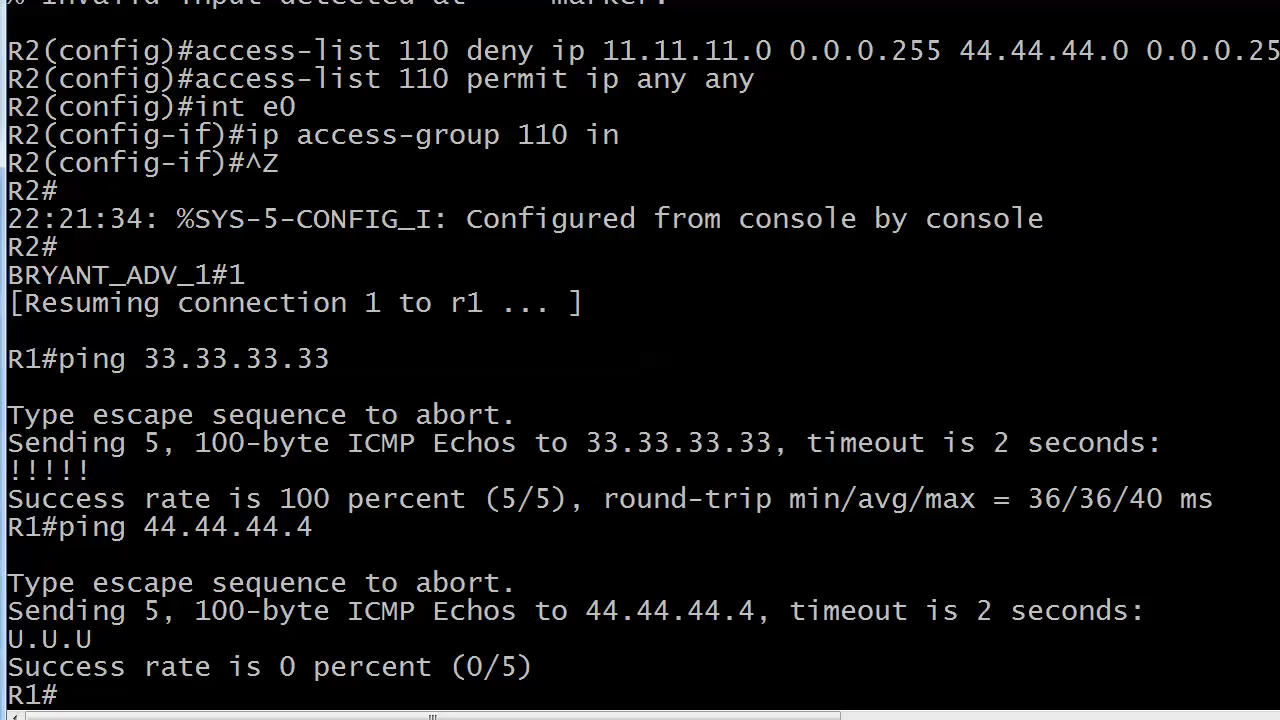 % Invalid input detected at marker.
R2(config)#access-list 110 deny ip 11.11.11.0 0.0.0.255 44.44.44.0 0.0.0.25
R2(config)#access-list 110 permit ip any any
R2(config)#int e0
R2(config-if)#ip access-group 110 in
R2(config-if)#^Z
R2#
22:21:34: %SYS-5-CONFIG_I: Configured from console by console
R2#
BRYANT_ADV_1#1
[Resuming connection 1 to r1 ... ]
R1#ping 33.33.33.33
Type escape sequence to abort.
Sending 5, 100-byte ICMP Echos to 33.33.33.33, timeout is 2 seconds:
!!!!!
Success rate is 100 percent (5/5), round-trip min/avg/max = 36/36/40 ms
R1#ping 44.44.44.4
Type escape sequence to abort.
Sending 5, 100-byte ICMP Echos to 44.44.44.4, timeout is 2 seconds:
U.U.U
Success rate is 0 percent (0/5)
R1#